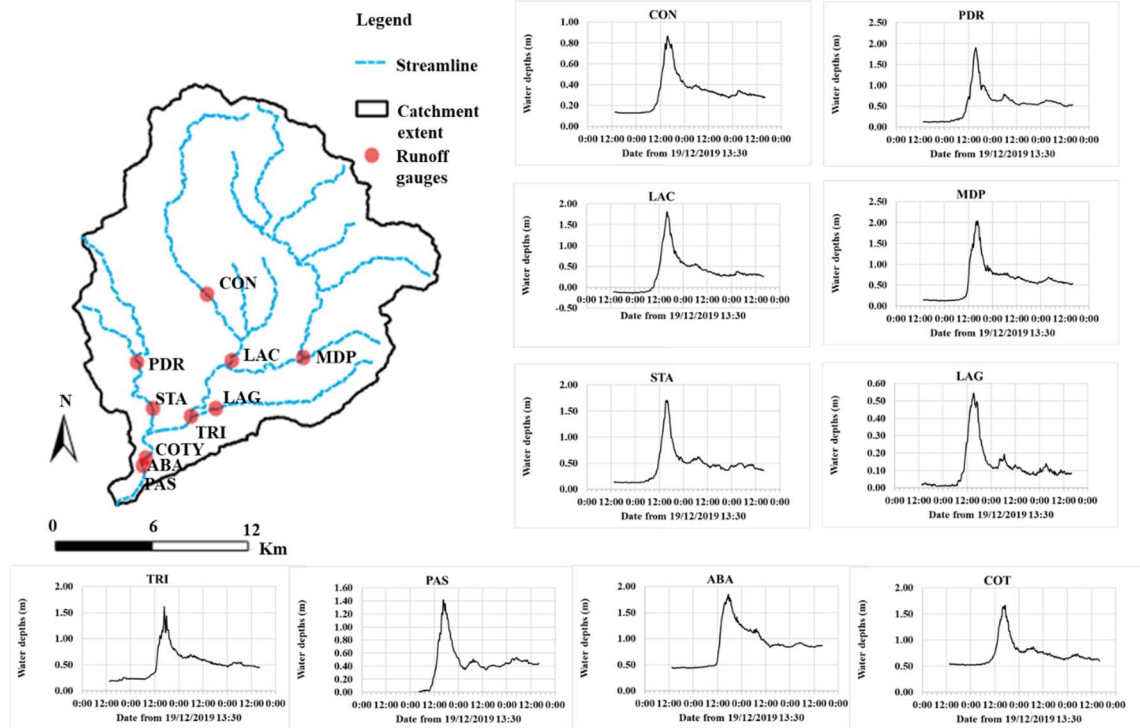 Legend
Streamline
Catchment
extent
Runoff
gauges
CON
PDR
LAC
MDP
STA
LAG
TRI
COTY
ABA
PAS
N
0 6 12
Km
CON
Water depths (m)
1.00
0.80
0.60
0.40
0.20
0.00
0:00 12:00 0:00 12:00 0:00 12:00 0:00 12:00 0:00
Date from 19/12/2019 13:30
PDR
Water depths (m)
2.50
2.00
1.50
1.00
0.50
0.00
0:00 12:00 0:00 12:00 0:00 12:00 0:00 12:00 0:00
Date from 19/12/2019 13:30
LAC
Water depths (m)
2.00
1.50
1.00
0.50
0.00
-0.50
0:00 12:00 0:00 12:00 0:00 12:00 0:00 12:00 0:00
Date from 19/12/2019 13:30
MDP
Water depths (m)
2.50
2.00
1.50
1.00
0.50
0.00
0:00 12:00 0:00 12:00 0:00 12:00 0:00 12:00 0:00
Date from 19/12/2019 13:30
STA
Water depths (m)
2.00
1.50
1.00
0.50
0.00
0:00 12:00 0:00 12:00 0:00 12:00 0:00 12:00 0:00
Date from 19/12/2019 13:30
LAG
Water depths (m)
0.60
0.50
0.40
0.30
0.20
0.10
0.00
0:00 12:00 0:00 12:00 0:00 12:00 0:00 12:00 0:00
Date from 19/12/2019 13:30
TRI
Water depths (m)
2.00
1.50
1.00
0.50
0.00
0:00 12:00 0:00 12:00 0:00 12:00 0:00 12:00 0:00
Date from 19/12/2019 13:30
PAS
Water depths (m)
1.60
1.40
1.20
1.00
0.80
0.60
0.40
0.20
0.00
0:00 12:00 0:00 12:00 0:00 12:00 0:00 12:00 0:00
Date from 19/12/2019 13:30
ABA
Water depths (m)
2.00
1.50
1.00
0.50
0.00
0:00 12:00 0:00 12:00 0:00 12:00 0:00 12:00 0:00
Date from 19/12/2019 13:30
COT
Water depths (m)
2.00
1.50
1.00
0.50
0.00
0:00 12:00 0:00 12:00 0:00 12:00 0:00 12:00 0:00
Date from 19/12/2019 13:30